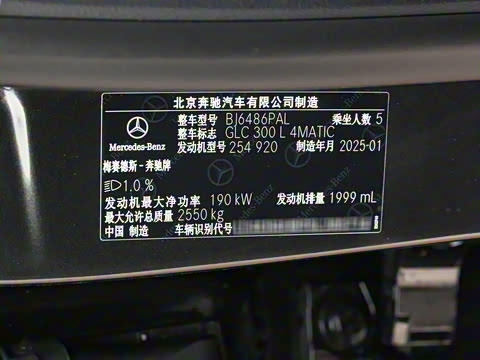 北京奔驰汽车有限公司制造
整车型号 BJ6486PAL 乘坐人数 5
整车标志 GLC 300 L 4MATIC
发动机型号 254 920 制造年月 2025-01
Mercedes-Benz
梅赛德斯-奔驰牌
1.0 %
发动机最大净功率 190 kW 发动机排量 1999 mL
最大允许总质量 2550 kg
中国 制造 车辆识别代号